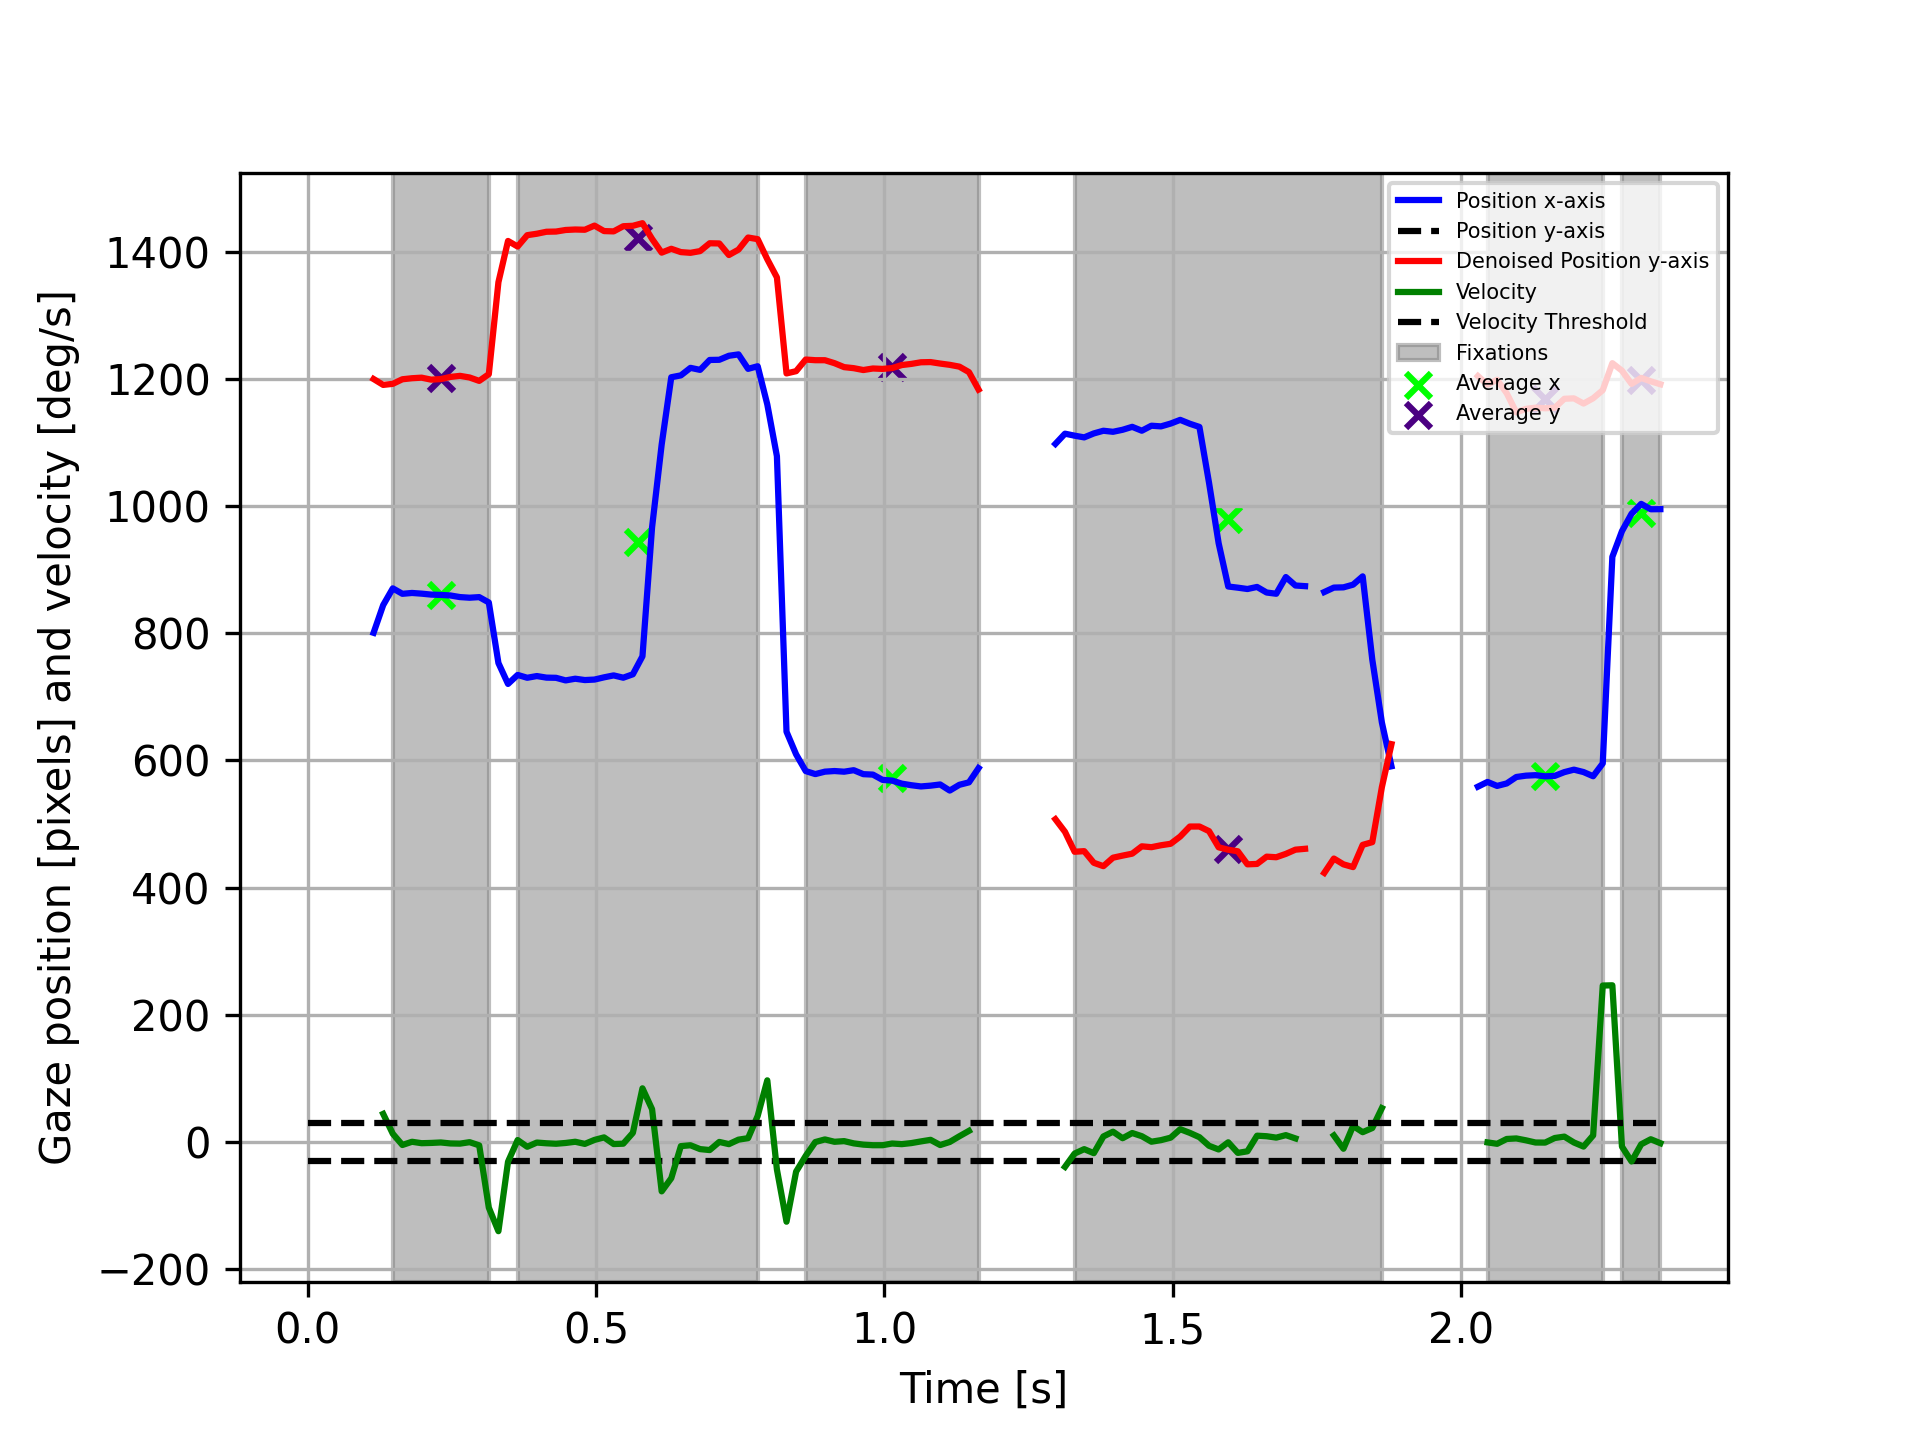 Gaze position [pixels] and velocity [deg/s]
1400
1200
1000
800
600
400
200
0
−200
0.0 0.5 1.0 1.5 2.0
Time [s]
Position x-axis
Position y-axis
Denoised Position y-axis
Velocity
Velocity Threshold
Fixations
Average x
Average y